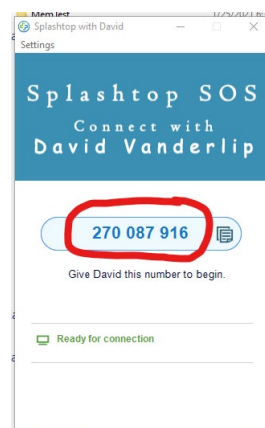 MemTest
Splashtop with David
Settings
Splashtop SOS
Connect with
David Vanderlip
270 087 916
Give David this number to begin.
Ready for connection